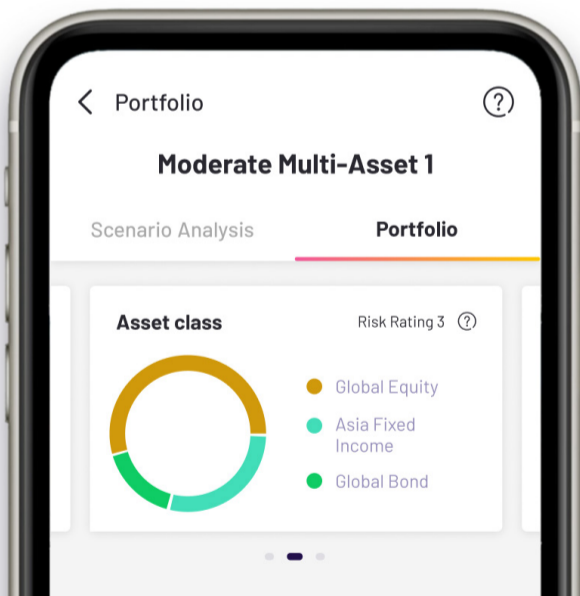 Portfolio
Moderate Multi-Asset 1
Scenario Analysis
Portfolio
Asset class
Risk Rating 3
Global Equity
Asia Fixed
Income
Global Bond